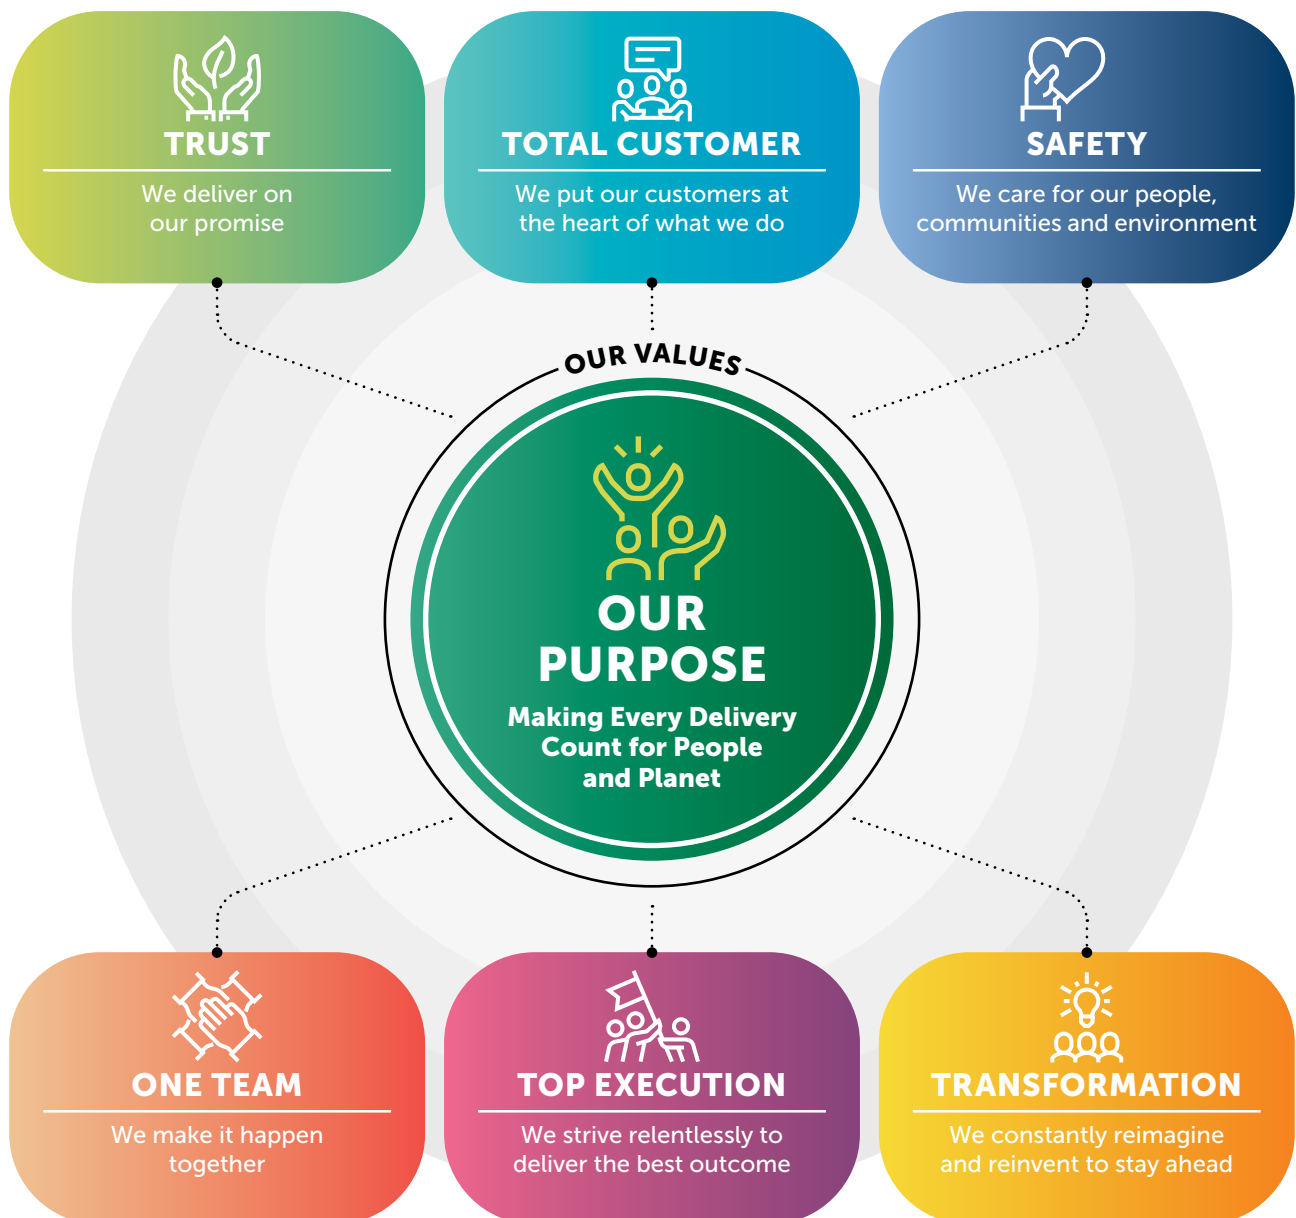 TRUST
We deliver on
our promise
TOTAL CUSTOMER
We put our customers at
the heart of what we do
SAFETY
We care for our people,
communities and environment
OUR VALUES
OUR
PURPOSE
Making Every Delivery
Count for People
and Planet
ONE TEAM
We make it happen
together
TOP EXECUTION
We strive relentlessly to
deliver the best outcome
TRANSFORMATION
We constantly reimagine
and reinvent to stay ahead